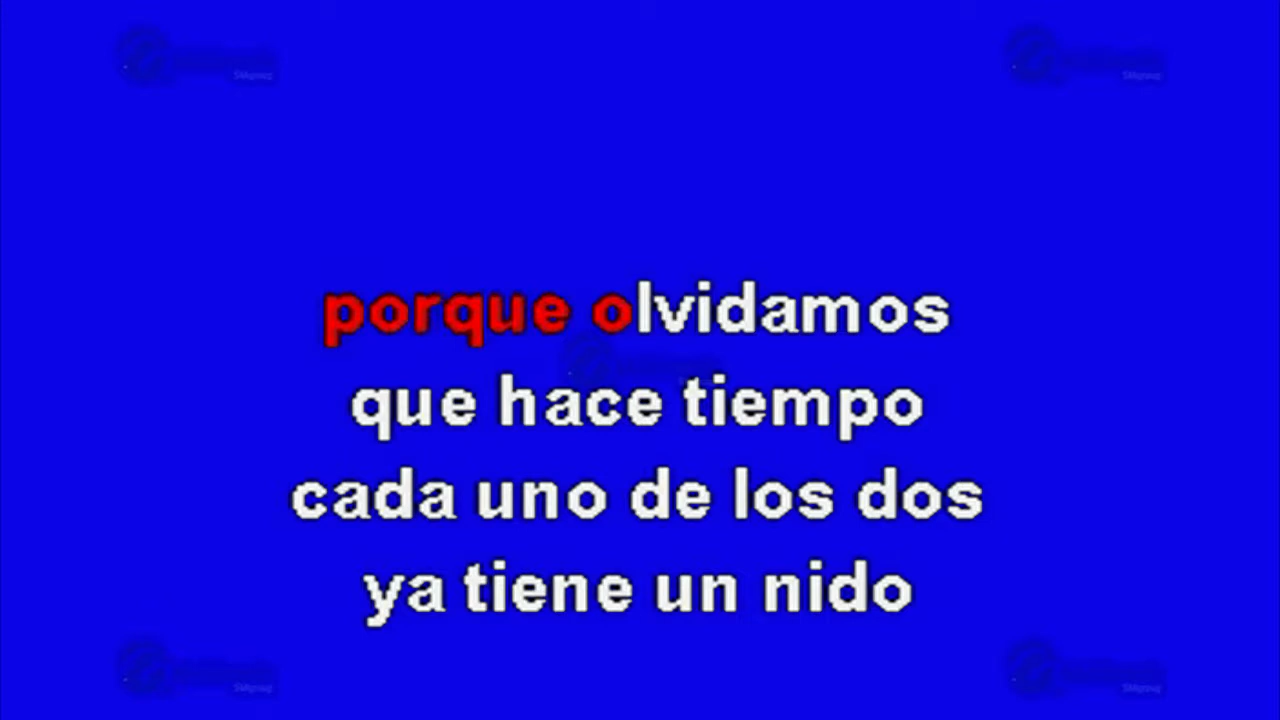 porque olvidamos
que hace tiempo
cada uno de los dos
ya tiene un nido